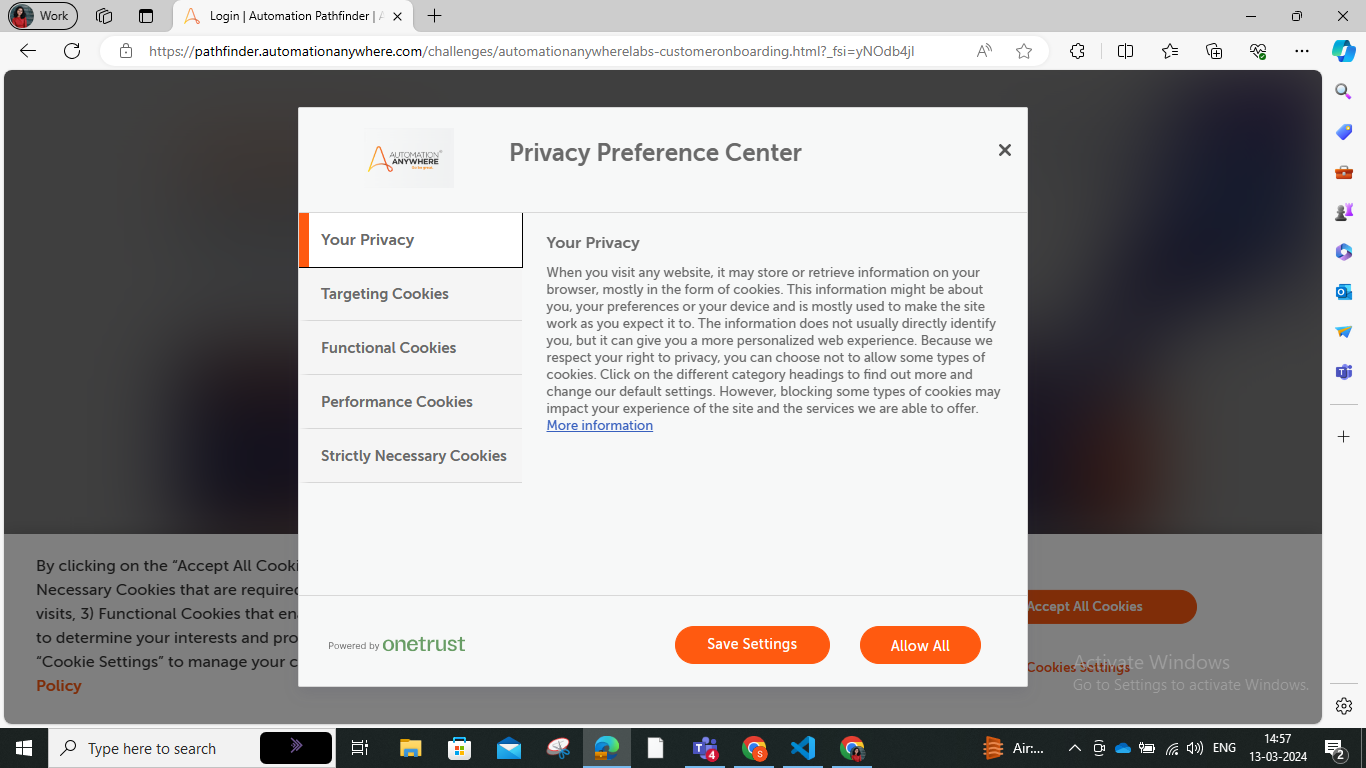 Work
Login | Automation Pathfinder |
https://pathfinder.automationanywhere.com/challenges/automationanywherelabs-customeronboarding.html?_fsi=yNOdb4jI
AUTOMATION
ANYWHERE
Privacy Preference Center
Your Privacy
Targeting Cookies
Functional Cookies
Performance Cookies
Strictly Necessary Cookies
Your Privacy
When you visit any website, it may store or retrieve information on your
browser, mostly in the form of cookies. This information might be about
you, your preferences or your device and is mostly used to make the site
work as you expect it to. The information does not usually directly identify
you, but it can give you a more personalized web experience. Because we
respect your right to privacy, you can choose not to allow some types of
cookies. Click on the different category headings to find out more and
change our default settings. However, blocking some types of cookies may
impact your experience of the site and the services we are able to offer.
More information
By clicking on the “Accept All Cooki
Necessary Cookies that are required
visits, 3) Functional Cookies that en
to determine your interests and pro
“Cookie Settings” to manage your c
Policy
Accept All Cookies
Cookies Settings
Powered by onetrust
Save Settings
Allow All
Activate Windows
Go to Settings to activate Windows.
Type here to search
4
S
Air:...
ENG
14:57
13-03-2024
2